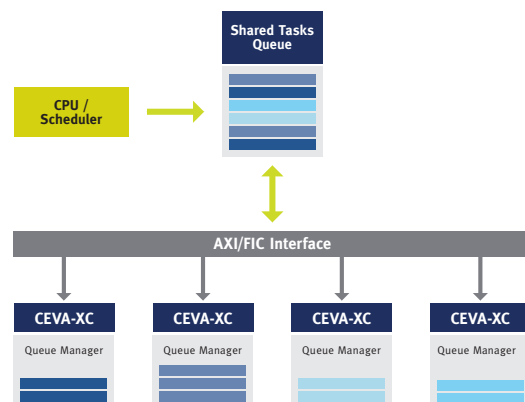 Shared Tasks
Queue
CPU /
Scheduler
AXI/FIC Interface
CEVA-XC
CEVA-XC
CEVA-XC
CEVA-XC
Queue Manager
Queue Manager
Queue Manager
Queue Manager